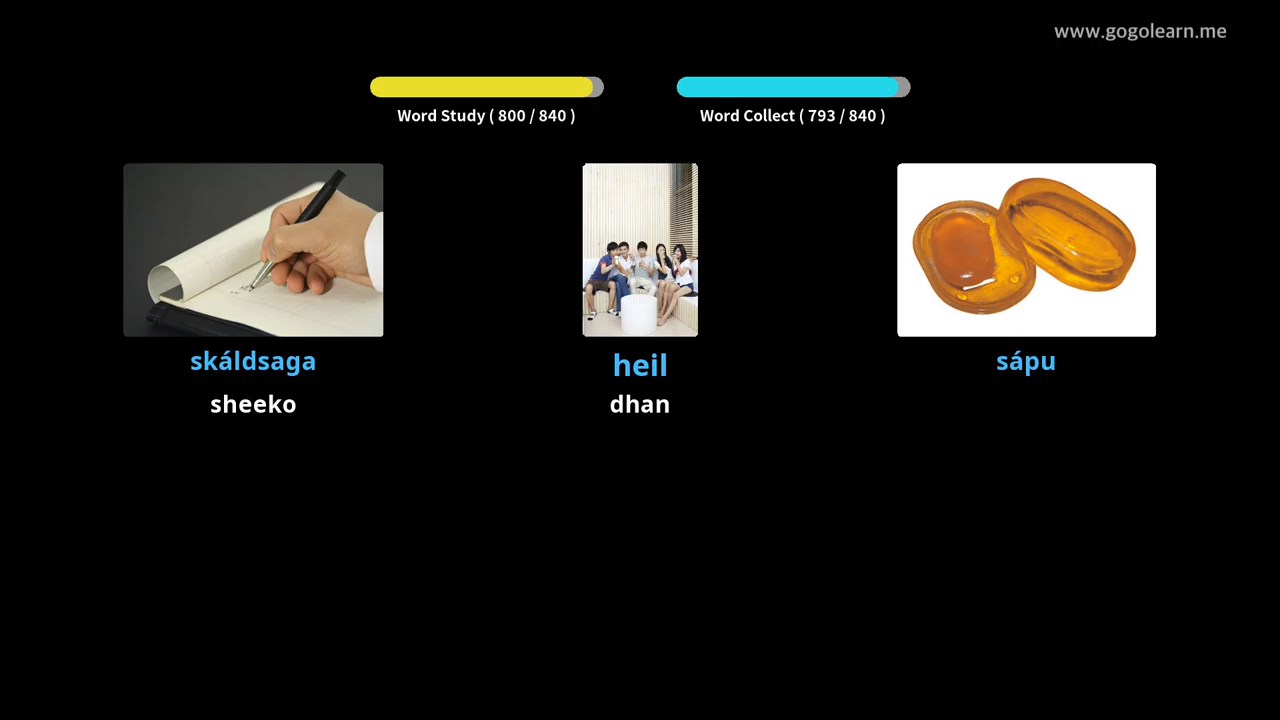 www.gogolearn.me
Word Study ( 800 / 840 )
Word Collect ( 793 / 840 )
skáldsaga
heil
sápu
sheeko
dhan